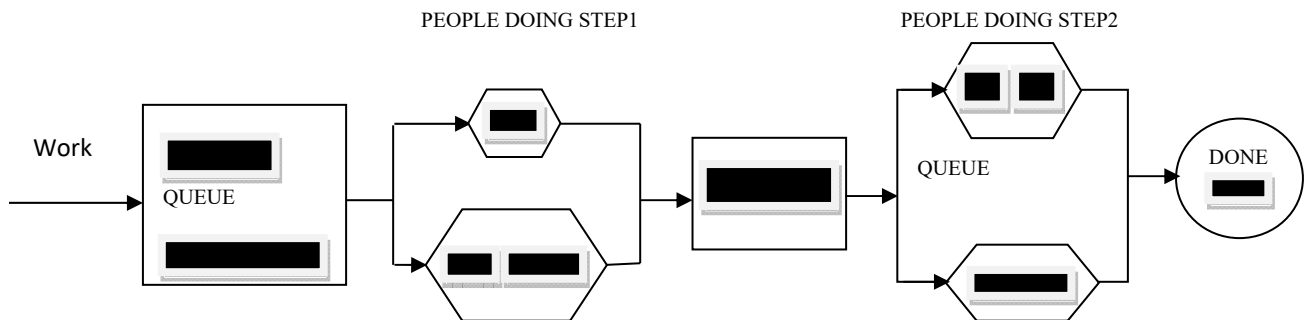 PEOPLE DOING STEP1
PEOPLE DOING STEP2
Work
QUEUE
QUEUE
DONE